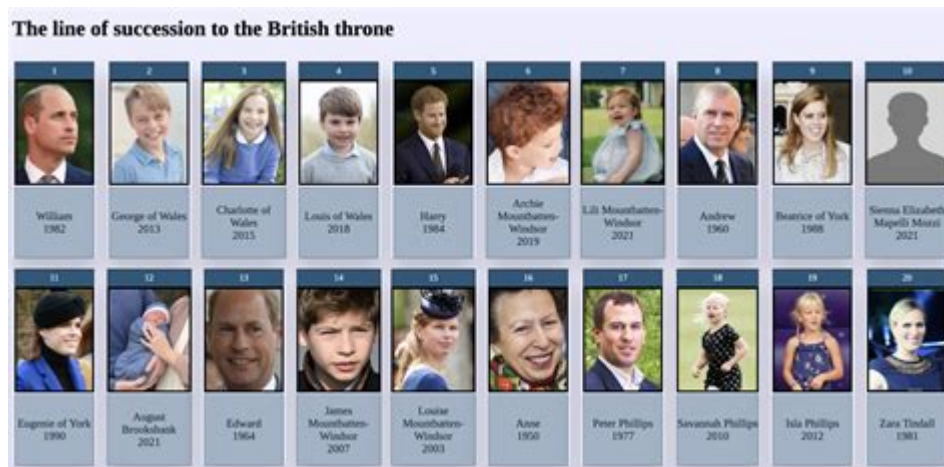 The line of succession to the British throne
1
2
3
4
5
6
7
8
9
10
William
1982
George of Wales
2013
Charlotte of
Wales
2015
Louis of Wales
2018
Harry
1984
Archie
Mountbatten-
Windsor
2019
Lili Mountbatten-
Windsor
2021
Andrew
1960
Beatrice of York
1988
Sienna Elizabeth
Mapelli Mozzi
2021
11
12
13
14
15
16
17
18
19
20
Eugenie of York
1990
August
Brooksbank
2021
Edward
1964
James
Mountbatten-
Windsor
2007
Louise
Mountbatten-
Windsor
2003
Anne
1950
Peter Phillips
1977
Savannah Phillips
2010
Isla Phillips
2012
Zara Tindall
1981